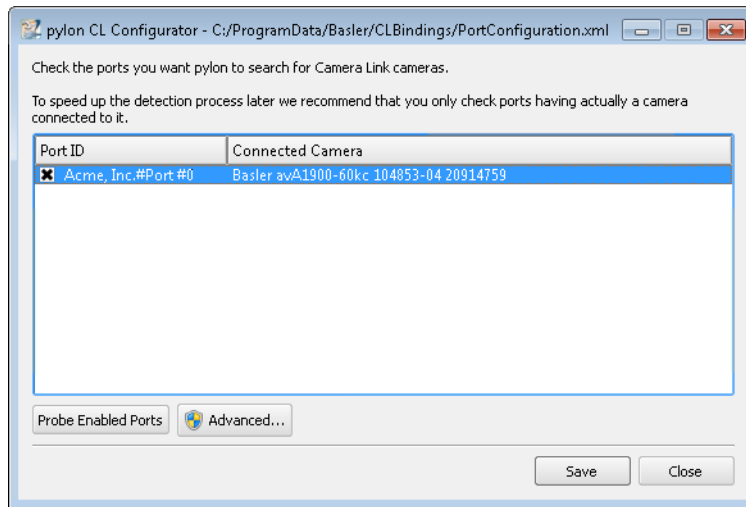 pylon CL Configurator - C:/ProgramData/Basler/CLBindings/PortConfiguration.xml
Check the ports you want pylon to search for Camera Link cameras.
To speed up the detection process later we recommend that you only check ports having actually a camera
connected to it.
Port ID Connected Camera
Acme, Inc.#Port #0 Basler avA1900-60kc 104853-04 20914759
Probe Enabled Ports Advanced...
Save Close